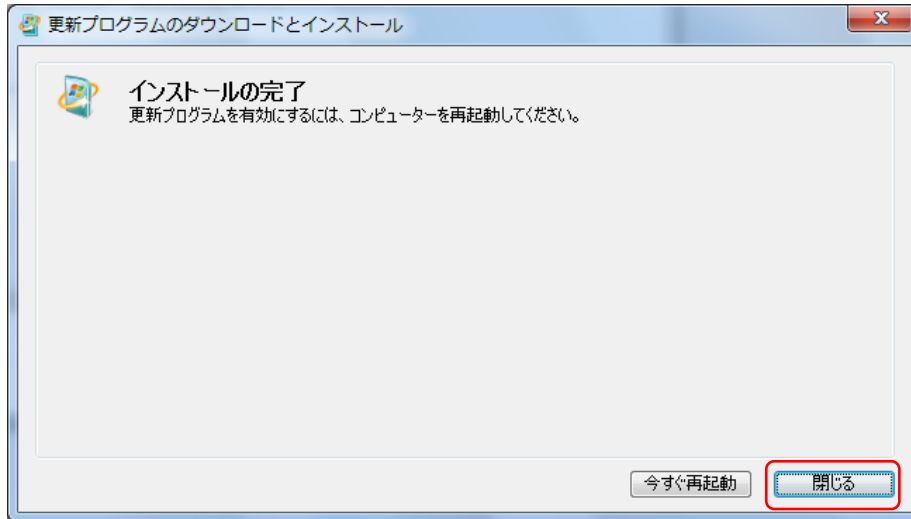 更新プログラムのダウンロードとインストール
インストールの完了
更新プログラムを有効にするには、コンピューターを再起動してください。
今すぐ再起動
閉じる